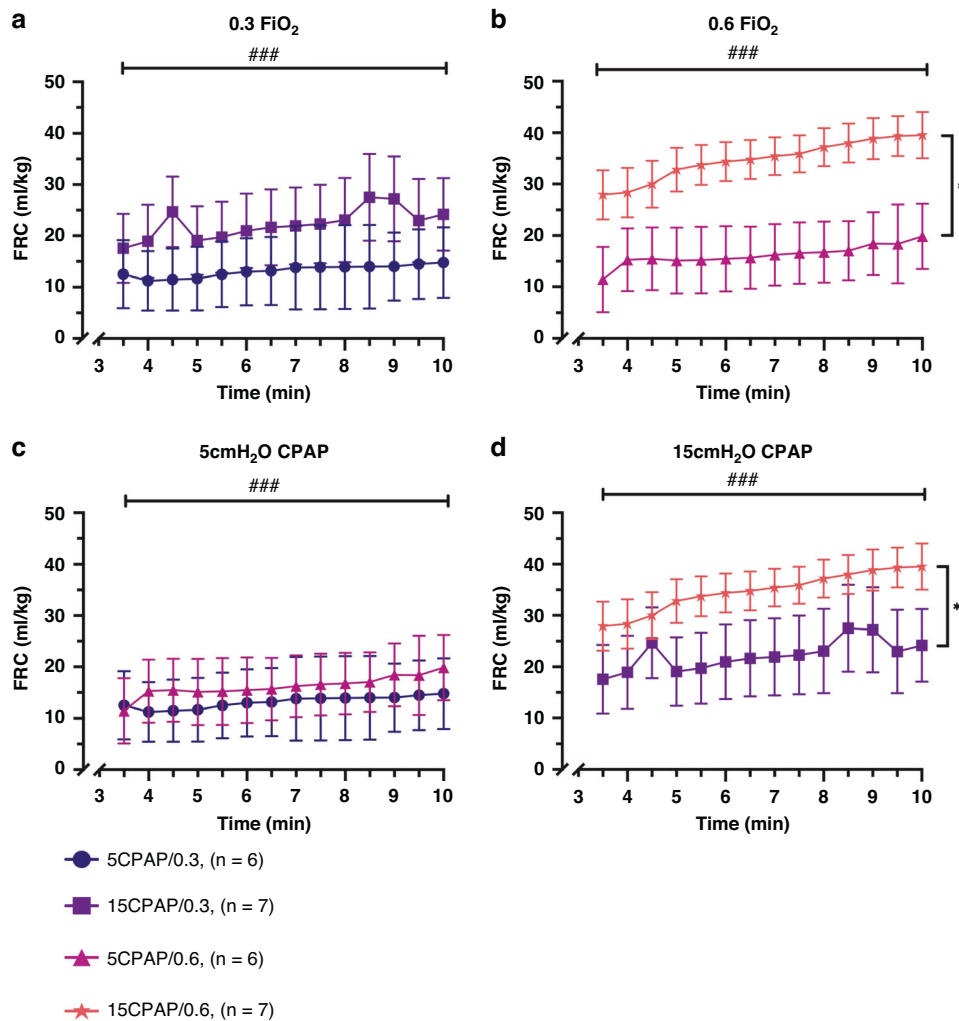 a
0.3 FiO2
###
50
40
30
20
10
0
FRC (ml/kg)
3 4 5 6 7 8 9 10
Time (min)
b
0.6 FiO2
###
50
40
30
20
10
0
FRC (ml/kg)
3 4 5 6 7 8 9 10
Time (min)
*
c
5cmH2O CPAP
###
50
40
30
20
10
0
FRC (ml/kg)
3 4 5 6 7 8 9 10
Time (min)
d
15cmH2O CPAP
###
50
40
30
20
10
0
FRC (ml/kg)
3 4 5 6 7 8 9 10
Time (min)
*
5CPAP/0.3, (n = 6)
15CPAP/0.3, (n = 7)
5CPAP/0.6, (n = 6)
15CPAP/0.6, (n = 7)